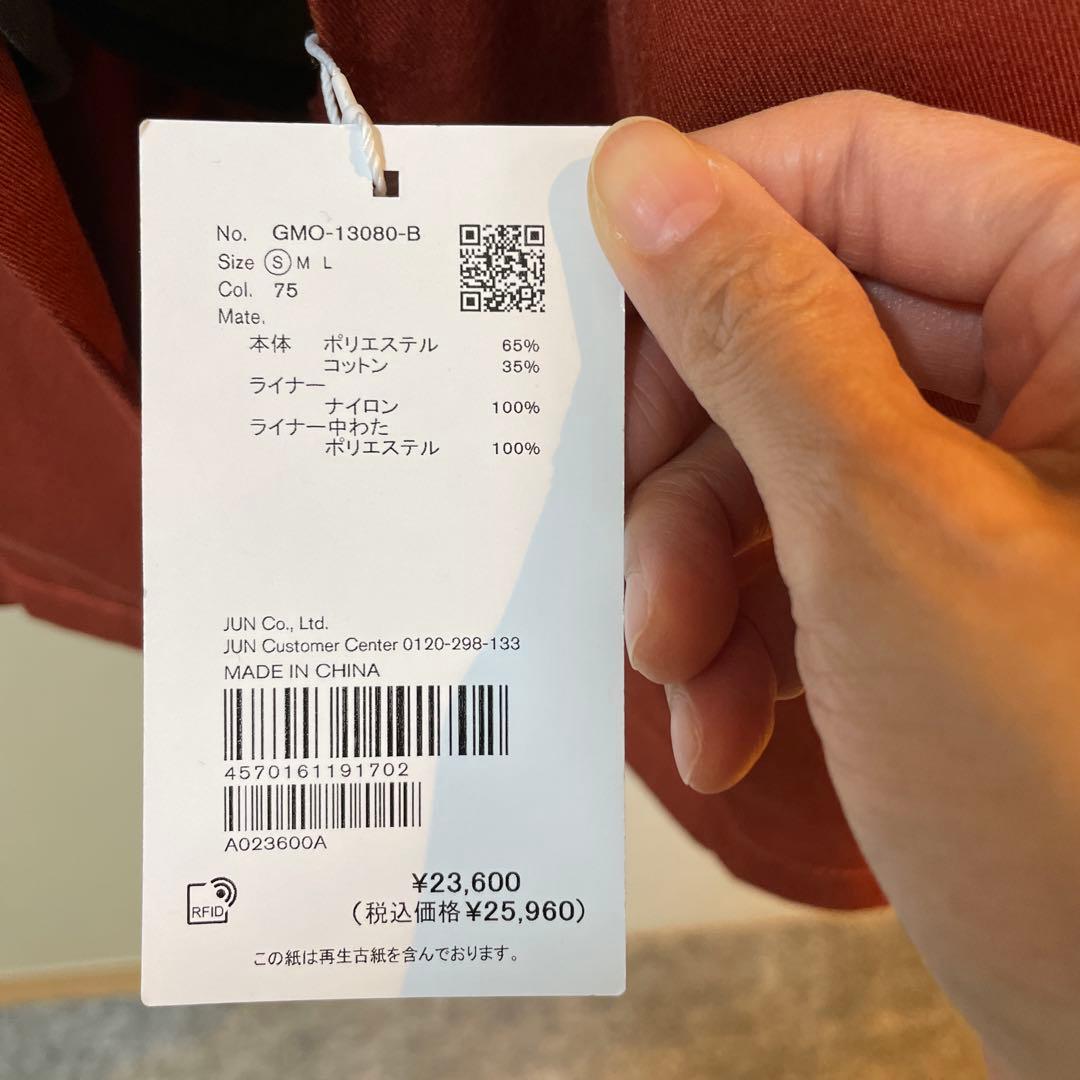 No. GMO-13080-B
Size S M L
Col. 75
Mate.
本体 ポリエステル 65%
コットン 35%
ライナー
ナイロン 100%
ライナー中わた
ポリエステル 100%
JUN Co., Ltd.
JUN Customer Center 0120-298-133
MADE IN CHINA
4570161191702
A023600A
RFID
¥23,600
(税込価格¥25,960)
この紙は再生古紙を含んでおります。